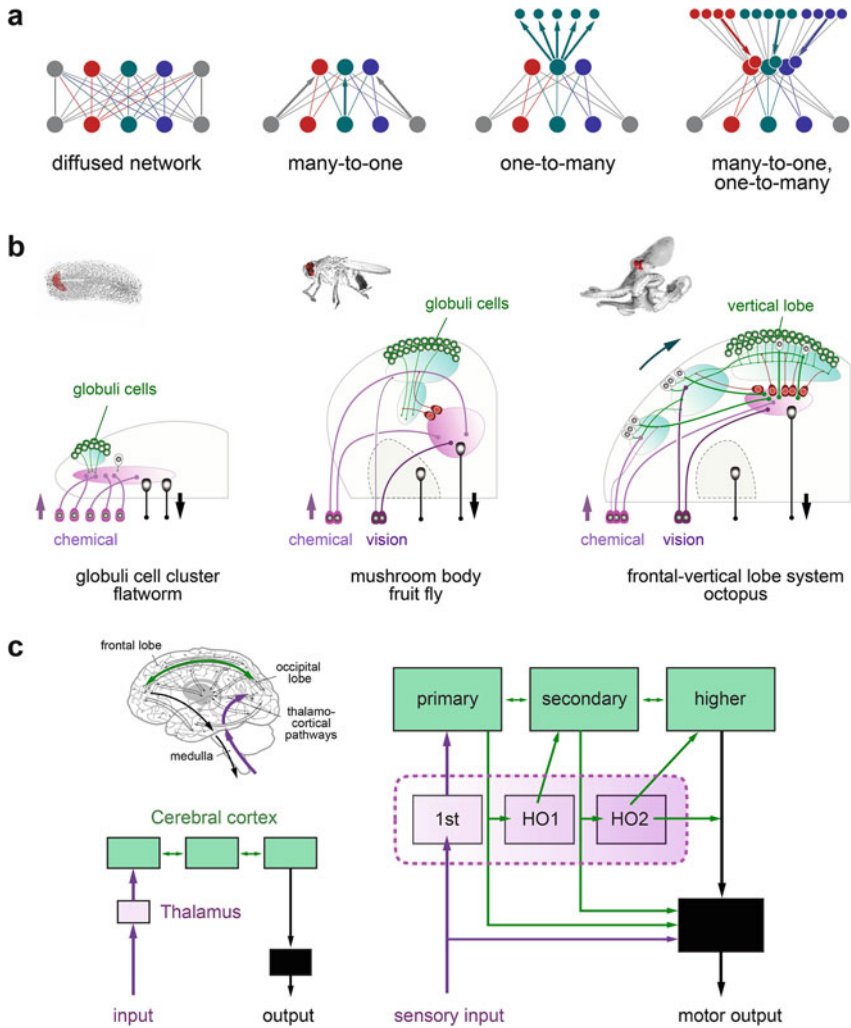 a
diffused network
many-to-one
one-to-many
many-to-one,
one-to-many
b
globuli cells
chemical
globuli cell cluster
flatworm
globuli cells
chemical
vision
mushroom body
fruit fly
vertical lobe
chemical
vision
frontal-vertical lobe system
octopus
c
frontal lobe
occipital
lobe
thalamo-
cortical
pathways
medulla
Cerebral cortex
Thalamus
input
output
primary
secondary
higher
1st
HO1
HO2
sensory input
motor output